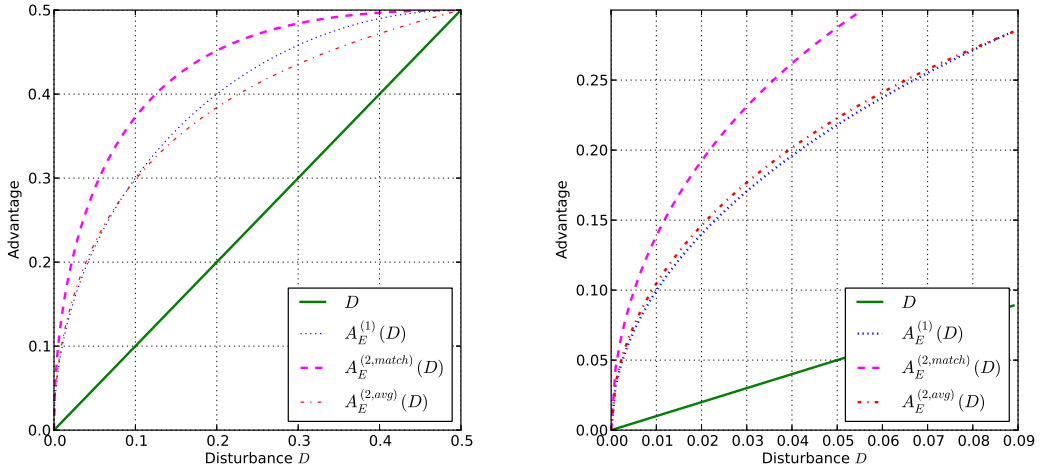 0.5
0.4
0.3
0.2
0.1
0.0
Advantage
0.0 0.1 0.2 0.3 0.4 0.5
Disturbance D
D
A_E^{(1)}(D)
A_E^{(2,match)}(D)
A_E^{(2,avg)}(D)
0.25
0.20
0.15
0.10
0.05
0.00
Advantage
0.00 0.01 0.02 0.03 0.04 0.05 0.06 0.07 0.08 0.09
Disturbance D
D
A_E^{(1)}(D)
A_E^{(2,match)}(D)
A_E^{(2,avg)}(D)